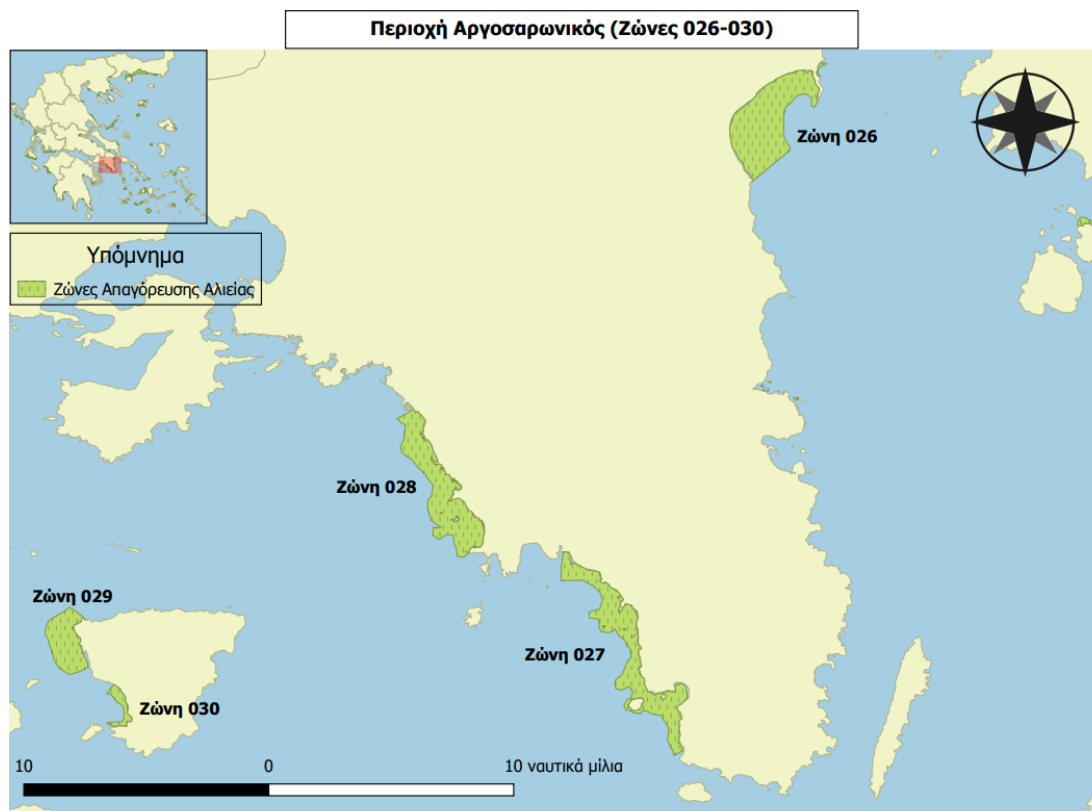 Περιοχή Αργοσαρωνικός (Ζώνες 026-030)
Ζώνη 026
Υπόμνημα
Ζώνες Απαγόρευσης Αλιείας
Ζώνη 028
Ζώνη 029
Ζώνη 027
Ζώνη 030
10 0 10 ναυτικά μίλια